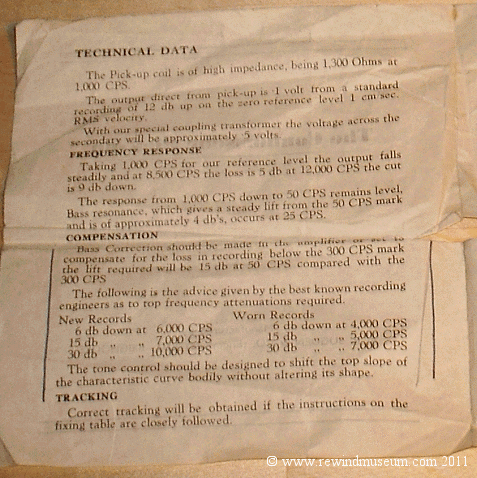 TECHNICAL DATA
The Pick-up coil is of high impedance, being 1,300 Ohms at
1,000 CPS.
The output direct from pick-up is ·1 volt from a standard
recording of 12 db up on the zero reference level 1 cm/sec.
RMS velocity.
With our special coupling transformer the voltage across the
secondary will be approximately ·5 volts.
FREQUENCY RESPONSE
Taking 1,000 CPS for our reference level the output falls
steadily and at 8,500 CPS the loss is 5 db at 12,000 CPS the cut
is 9 db down.
The response from 1,000 CPS down to 50 CPS remains level,
Bass resonance, which gives a steady lift from the 50 CPS mark
and is of approximately 4 db's, occurs at 25 CPS.
COMPENSATION
Bass Correction should be made in the amplifier or set to
compensate for the loss in recording below the 300 CPS mark
the lift required will be 15 db at 50 CPS compared with the
300 CPS
The following is the advice given by the best known recording
engineers as to top frequency attenuations required.
New Records Worn Records
6 db down at 6,000 CPS 6 db down at 4,000 CPS
15 db ,, ,, 7,000 CPS 15 db ,, ,, 5,000 CPS
30 db ,, ,, 10,000 CPS 30 db ,, ,, 7,000 CPS
The tone control should be designed to shift the top slope of
the characteristic curve bodily without altering its shape.
TRACKING
Correct tracking will be obtained if the instructions on the
fixing table are closely followed.
© www.rewindmuseum.com 2011